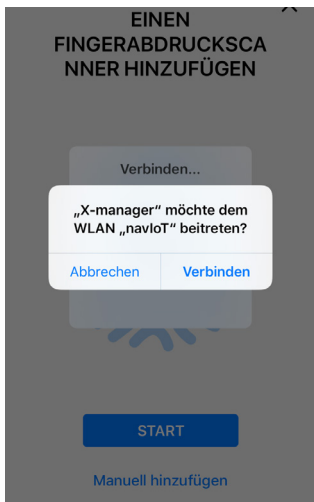 EINEN
FINGERABDRUCKSCA
NNER HINZUFÜGEN
Verbinden...
„X-manager“ möchte dem
WLAN „navIoT“ beitreten?
Abbrechen
Verbinden
START
Manuell hinzufügen